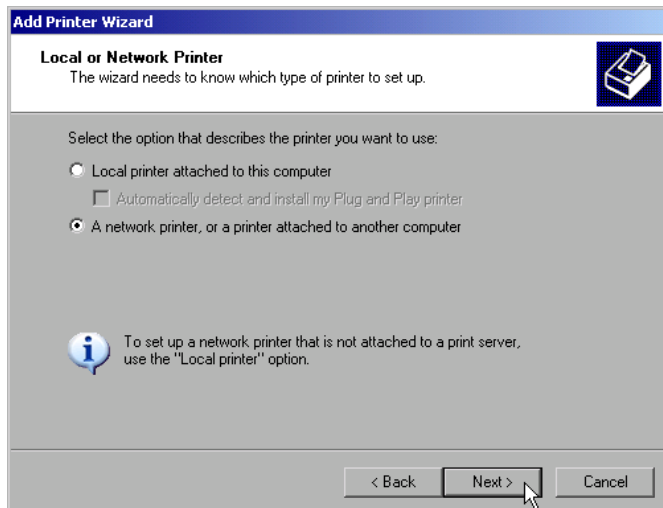 Add Printer Wizard
Local or Network Printer
The wizard needs to know which type of printer to set up.
Select the option that describes the printer you want to use:
Local printer attached to this computer
Automatically detect and install my Plug and Play printer
A network printer, or a printer attached to another computer
To set up a network printer that is not attached to a print server,
use the "Local printer" option.
< Back Next > Cancel